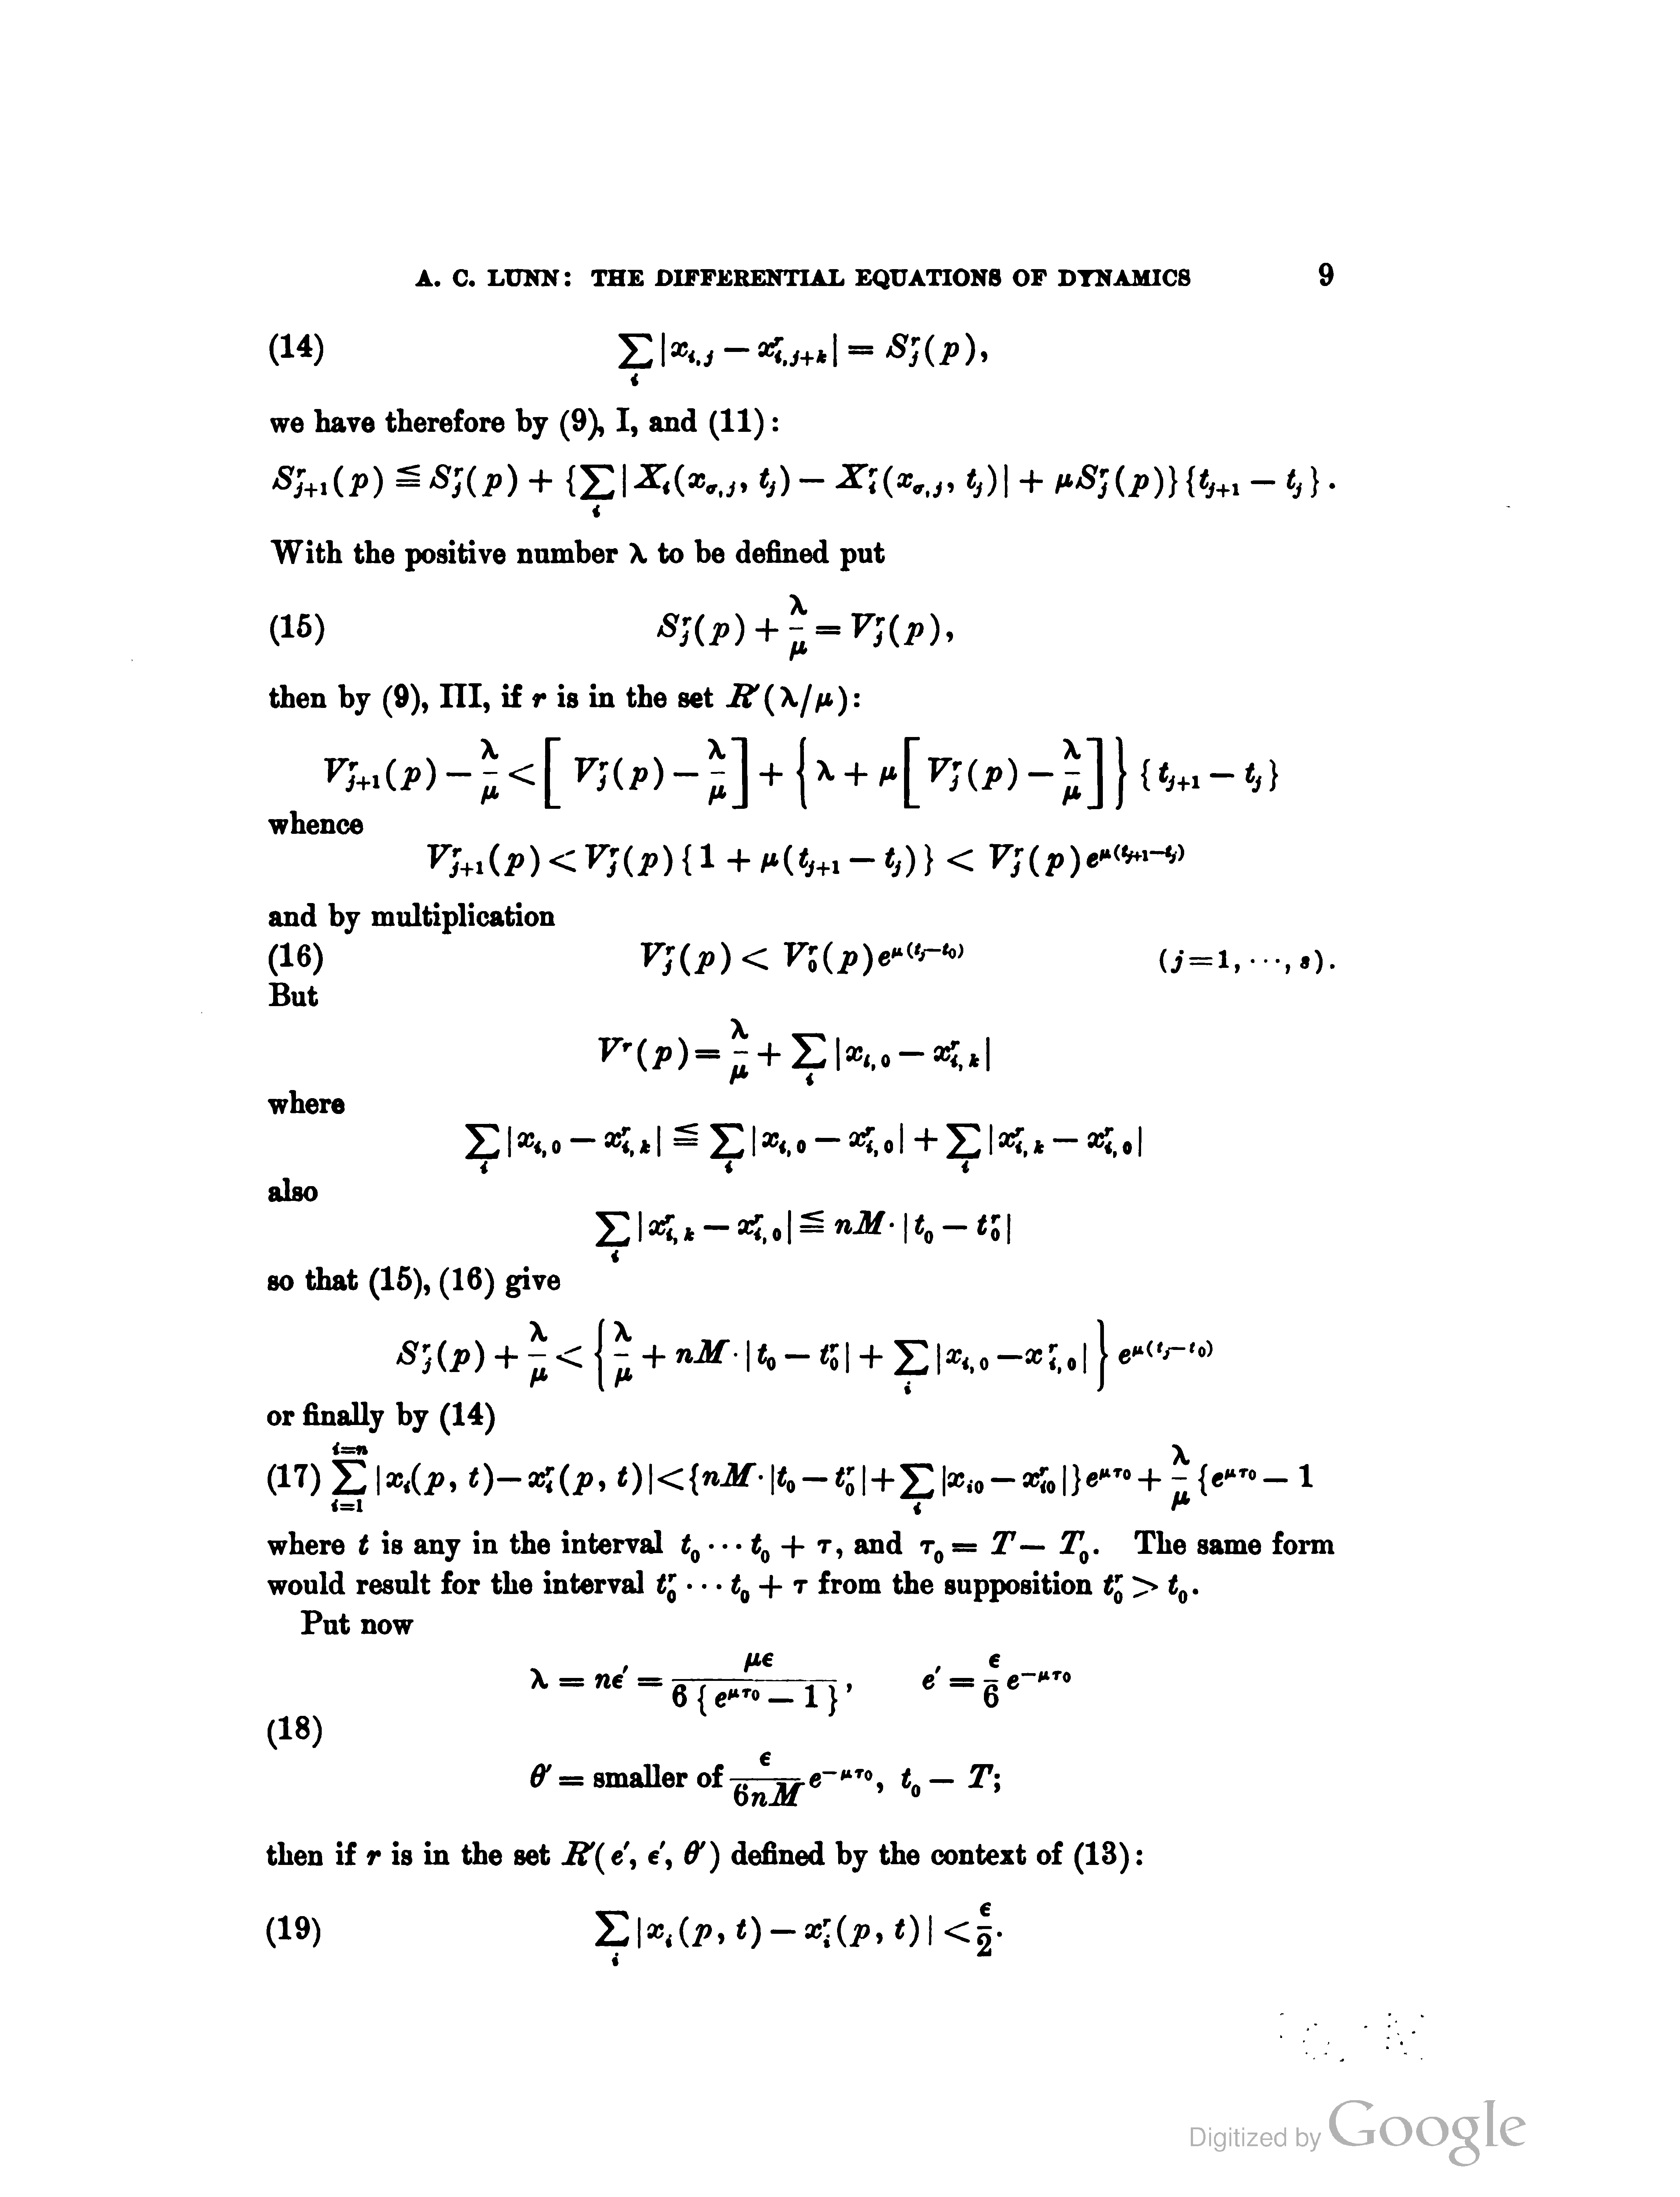 A. C. LUNN: THE DIFFERENTIAL EQUATIONS OF DYNAMICS 9
(14) $\sum_i |x_{i,j} - x^r_{i,j+k}| = S^r_j(p),$
we have therefore by (9), I, and (11):
$S^r_{j+1}(p) \leqq S^r_j(p) + \{\sum_i |X_i(x_{\sigma,j}, t_j) - X^r_i(x_{\sigma,j}, t_j)| + \mu S^r_j(p)\}\{t_{j+1} - t_j\}.$
With the positive number λ to be defined put
(15) $S^r_j(p) + \frac{\lambda}{\mu} = V^r_j(p),$
then by (9), III, if r is in the set $R'(\lambda/\mu)$:
$V^r_{j+1}(p) - \frac{\lambda}{\mu} < \left[ V^r_j(p) - \frac{\lambda}{\mu} \right] + \left\{ \lambda + \mu \left[ V^r_j(p) - \frac{\lambda}{\mu} \right] \right\} \{t_{j+1} - t_j\}$
whence
$V^r_{j+1}(p) < V^r_j(p)\{1 + \mu(t_{j+1} - t_j)\} < V^r_j(p)e^{\mu(t_{j+1}-t_j)}$
and by multiplication
(16) $V^r_j(p) < V^r_0(p)e^{\mu(t_j-t_0)}$ $(j=1, \cdots, s).$
But
$V^r(p) = \frac{\lambda}{\mu} + \sum_i |x_{i,0} - x^r_{i,k}|$
where
$\sum_i |x_{i,0} - x^r_{i,k}| \leqq \sum_i |x_{i,0} - x^r_{i,0}| + \sum_i |x^r_{i,k} - x^r_{i,0}|$
also
$\sum_i |x^r_{i,k} - x^r_{i,0}| \leqq nM \cdot |t_0 - t^r_0|$
so that (15), (16) give
$S^r_j(p) + \frac{\lambda}{\mu} < \left\{ \frac{\lambda}{\mu} + nM \cdot |t_0 - t^r_0| + \sum_i |x_{i,0} - x^r_{i,0}| \right\} e^{\mu(t_j-t_0)}$
or finally by (14)
(17) $\sum_{i=1}^{i=n} |x_i(p, t) - x^r_i(p, t)| < \{nM \cdot |t_0 - t^r_0| + \sum_i |x_{i0} - x^r_{i0}|\}e^{\mu\tau_0} + \frac{\lambda}{\mu} \{e^{\mu\tau_0} - 1$
where t is any in the interval $t_0 \cdots t_0 + \tau$, and $\tau_0 = T - T_0$. The same form
would result for the interval $t^r_0 \cdots t_0 + \tau$ from the supposition $t^r_0 > t_0$.
Put now
$\lambda = n\epsilon' = \frac{\mu\epsilon}{6\{e^{\mu\tau_0} - 1\}}, \quad e' = \frac{\epsilon}{6} e^{-\mu\tau_0}$
(18)
$\theta' = $ smaller of $\frac{\epsilon}{6nM} e^{-\mu\tau_0}, \; t_0 - T;$
then if r is in the set $R'(e', \epsilon', \theta')$ defined by the context of (13):
(19) $\sum_i |x_i(p, t) - x^r_i(p, t)| < \frac{\epsilon}{2}.$
Digitized by Google